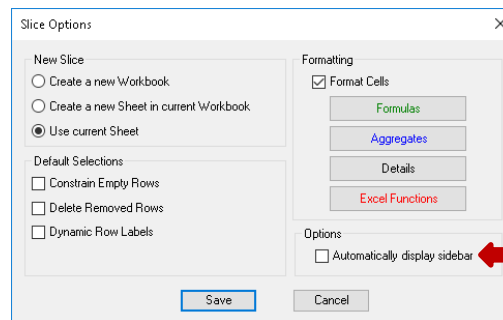 Slice Options
New Slice
Create a new Workbook
Create a new Sheet in current Workbook
Use current Sheet
Default Selections
Constrain Empty Rows
Delete Removed Rows
Dynamic Row Labels
Formatting
Format Cells
Formulas
Aggregates
Details
Excel Functions
Options
Automatically display sidebar
Save
Cancel